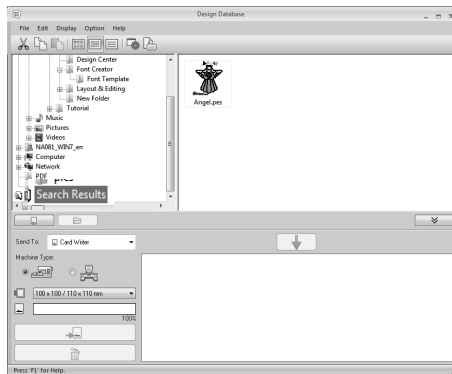 Design Database
File Edit Display Option Help
Design Center
Font Creator
Font Template
Layout & Editing
New Folder
Tutorial
Music
Pictures
Videos
NA081_WIN7_en
Computer
Network
PDF
Search Results
Angel.pes
Send To: Card Writer
Machine Type:
100 x 100 / 110 x 110 mm
100%
Press 'F1' for Help.